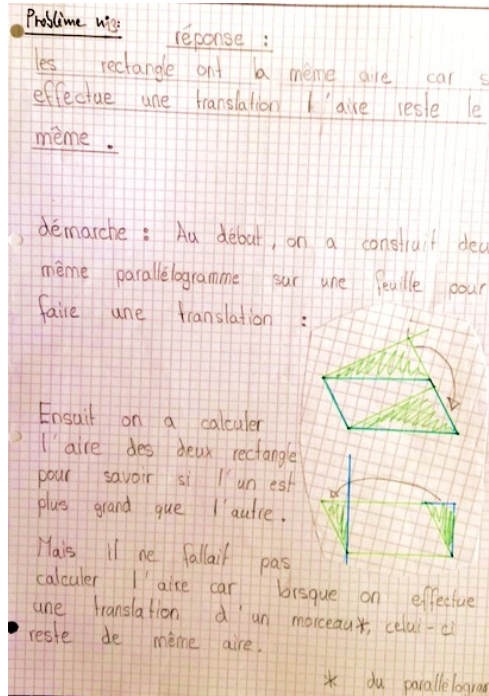 Problème n°3:
réponse :
les rectangle ont la même aire car s
effectue une translation l'aire reste le
même .
démarche : Au début, on a construit deu
même parallélogramme sur une feuille pour
faire une translation :
Ensuit on a calculer
l'aire des deux rectangle
pour savoir si l'un est
plus grand que l'autre.
Mais il ne fallait pas
calculer l'aire car lorsque on effectue
une translation d'un morceau*, celui-ci
reste de même aire.
* du parallélogram